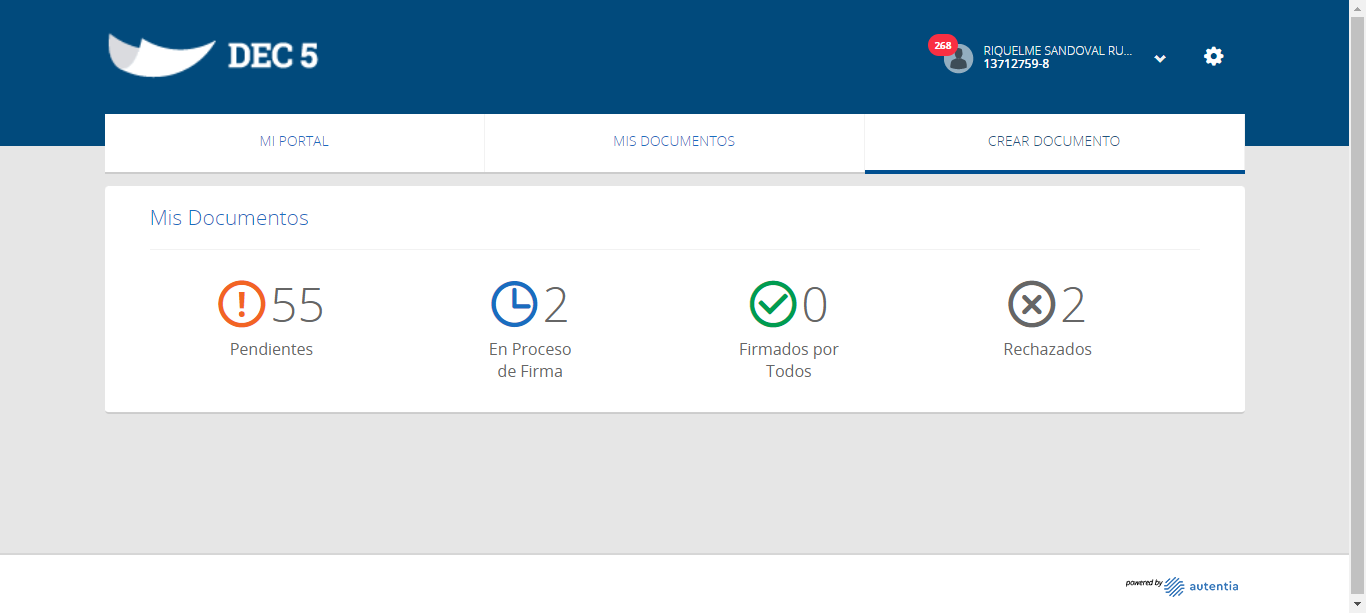 DEC 5
268
RIQUELME SANDOVAL RU...
13712759-8
MI PORTAL
MIS DOCUMENTOS
CREAR DOCUMENTO
Mis Documentos
55
Pendientes
2
En Proceso
de Firma
0
Firmados por
Todos
2
Rechazados
powered by autentia